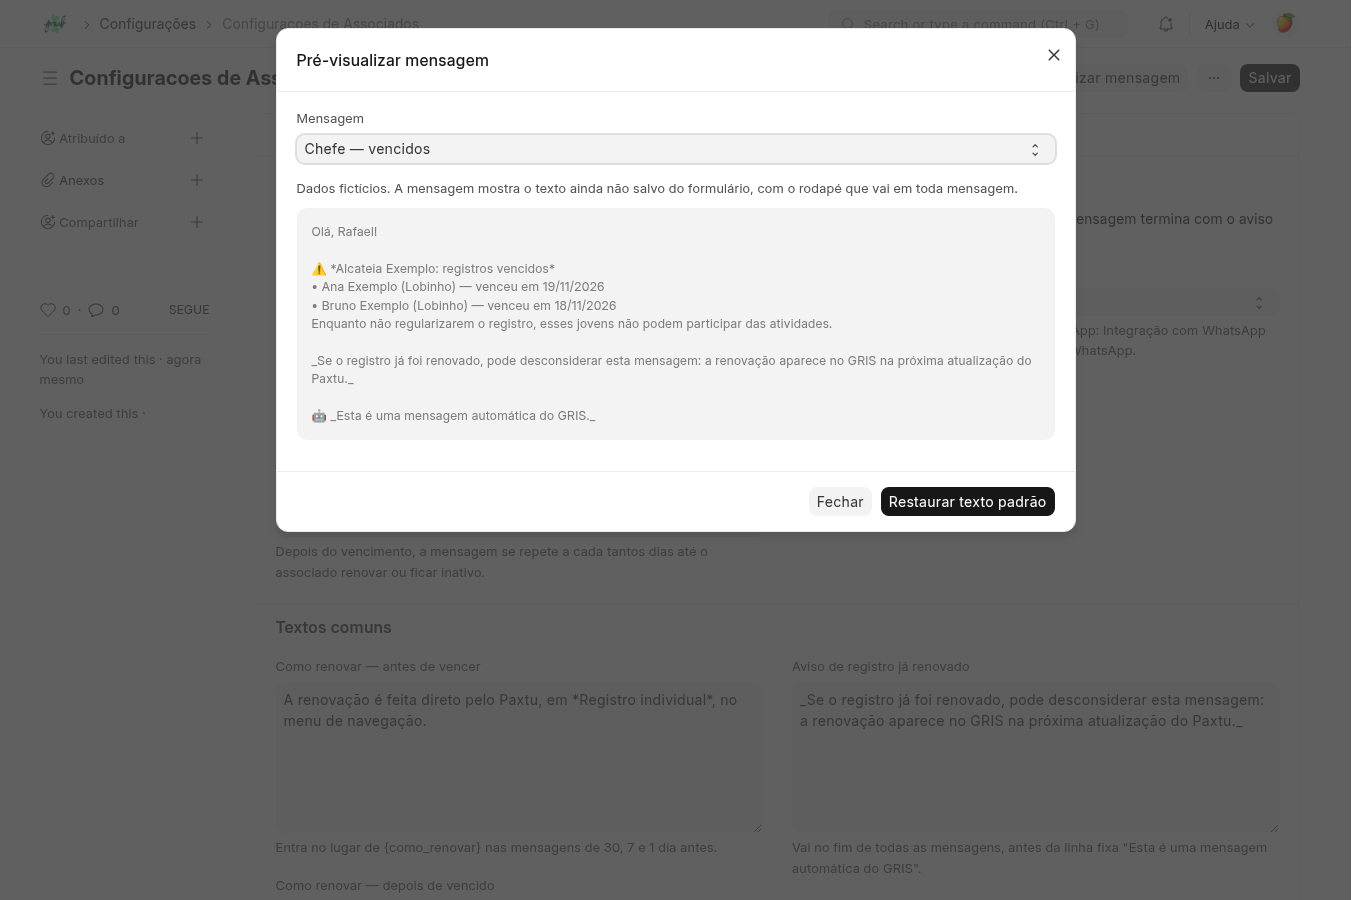 Configurações
Configuracoes de Associados
Search or type a command (Ctrl + G)
Ajuda
Configuracoes de Ass
izar mensagem
···
Salvar
Pré-visualizar mensagem
Mensagem
Chefe — vencidos
Dados fictícios. A mensagem mostra o texto ainda não salvo do formulário, com o rodapé que vai em toda mensagem.
Olá, Rafael!
⚠️ *Alcateia Exemplo: registros vencidos*
• Ana Exemplo (Lobinho) — venceu em 19/11/2026
• Bruno Exemplo (Lobinho) — venceu em 18/11/2026
Enquanto não regularizarem o registro, esses jovens não podem participar das atividades.
_Se o registro já foi renovado, pode desconsiderar esta mensagem: a renovação aparece no GRIS na próxima atualização do
Paxtu._
🤖 _Esta é uma mensagem automática do GRIS._
Fechar
Restaurar texto padrão
Atribuído a
Anexos
Compartilhar
0 · 0
SEGUE
You last edited this · agora
mesmo
You created this ·
ensagem termina com o aviso
App: Integração com WhatsApp
WhatsApp.
Depois do vencimento, a mensagem se repete a cada tantos dias até o
associado renovar ou ficar inativo.
Textos comuns
Como renovar — antes de vencer
A renovação é feita direto pelo Paxtu, em *Registro individual*, no
menu de navegação.
Entra no lugar de {como_renovar} nas mensagens de 30, 7 e 1 dia antes.
Como renovar — depois de vencido
Aviso de registro já renovado
_Se o registro já foi renovado, pode desconsiderar esta mensagem:
a renovação aparece no GRIS na próxima atualização do Paxtu._
Vai no fim de todas as mensagens, antes da linha fixa "Esta é uma mensagem
automática do GRIS".